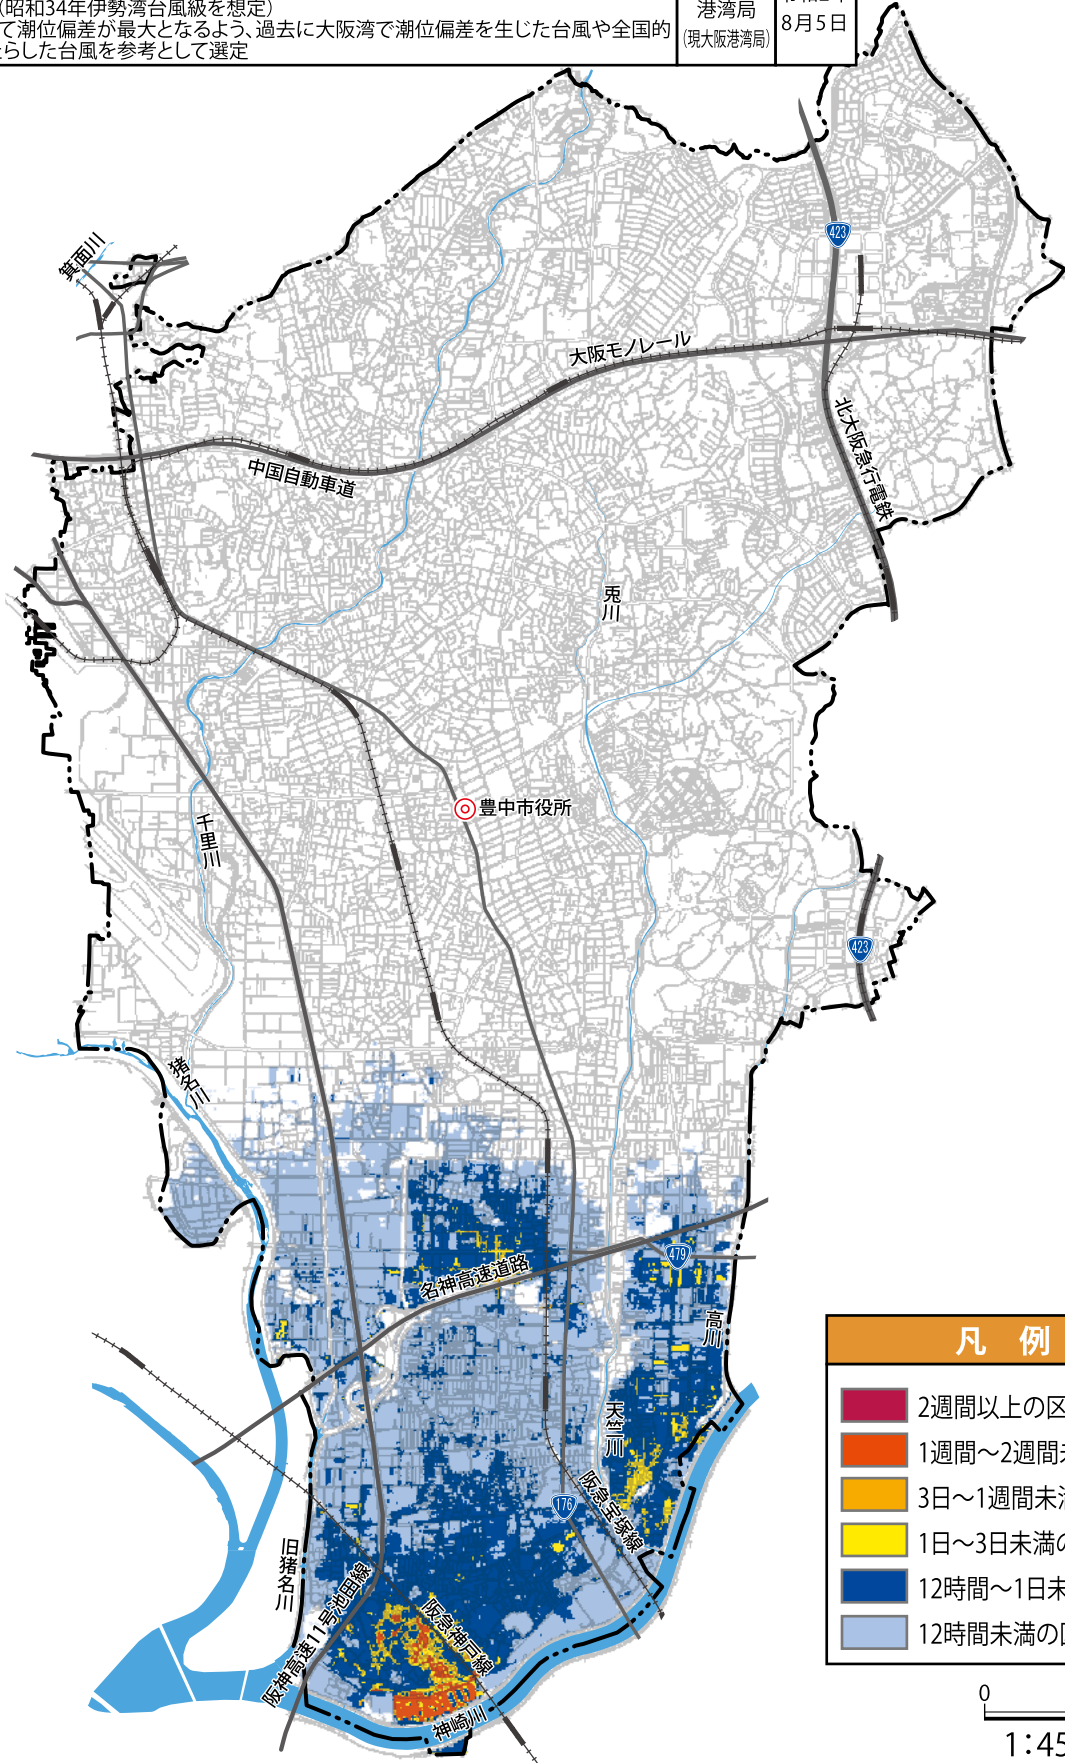 (昭和34年伊勢湾台風級を想定)
て潮位偏差が最大となるよう、過去に大阪湾で潮位偏差を生じた台風や全国的
らした台風を参考として選定
港湾局
(現大阪港湾局)
8月5日
423
箕面川
大阪モノレール
北大阪急行電鉄
中国自動車道
兎川
豊中市役所
千里川
423
猪名川
479
名神高速道路
高川
天竺川
176
阪急宝塚線
旧猪名川
阪神高速11号池田線
阪急神戸線
神崎川
凡 例
2週間以上の区
1週間～2週間未
3日～1週間未満
1日～3日未満の
12時間～1日未
12時間未満の区
0
1:45